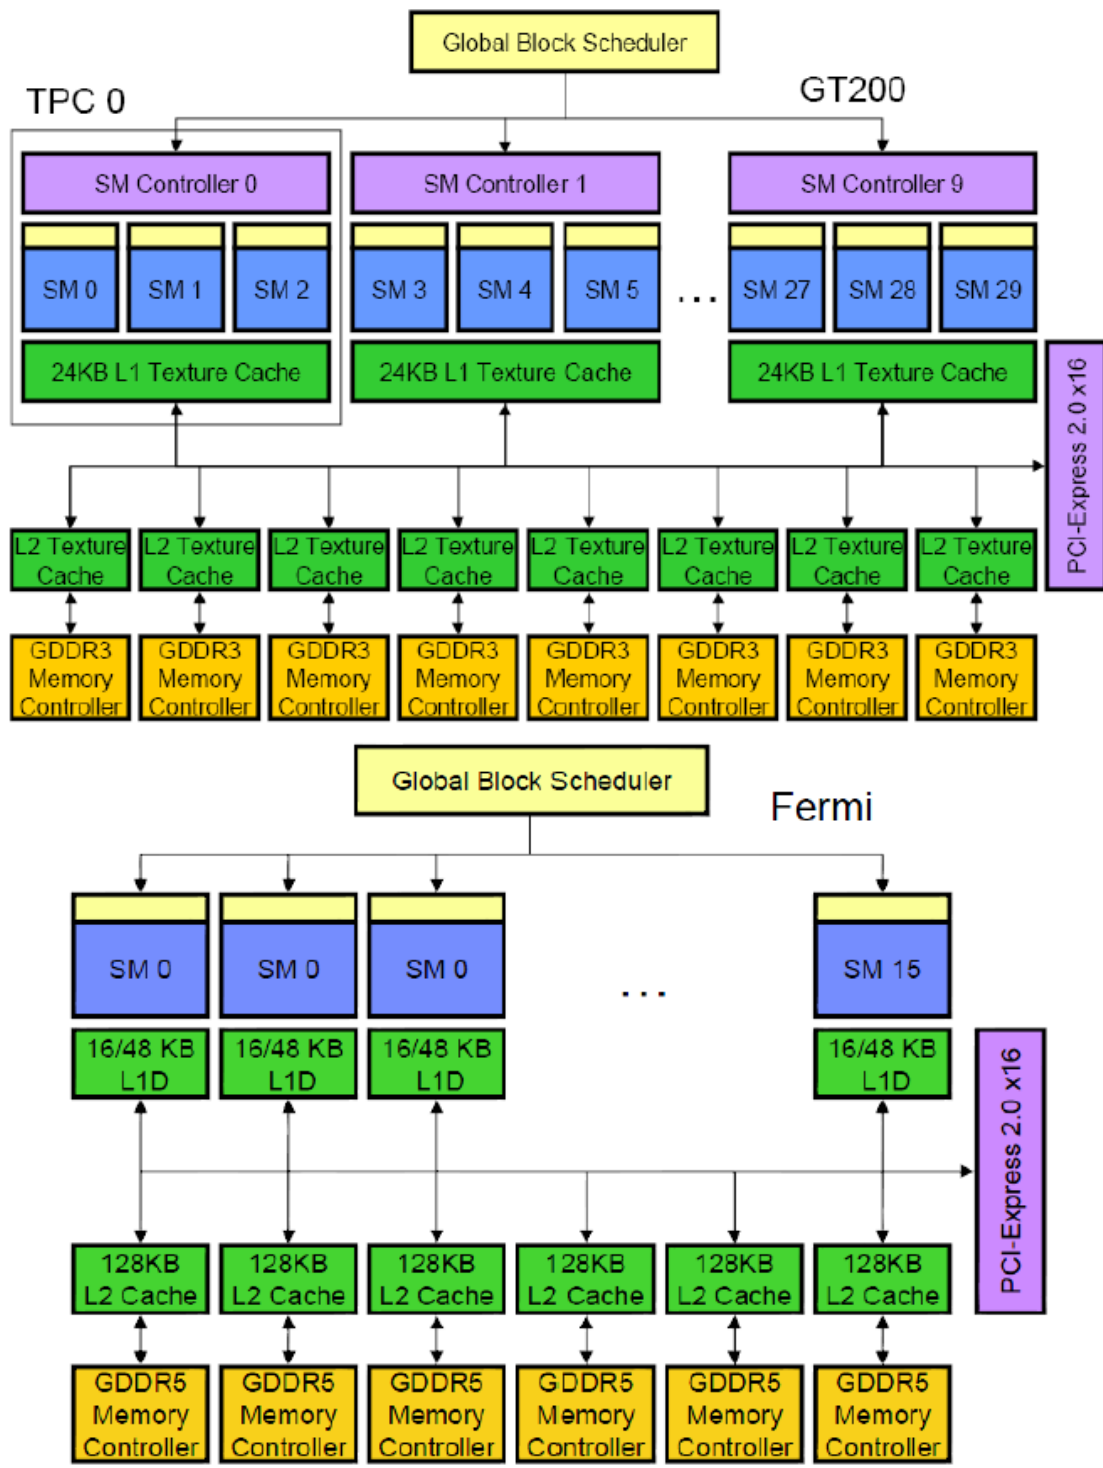 Global Block Scheduler
TPC 0
GT200
SM Controller 0
SM Controller 1
SM Controller 9
SM 0
SM 1
SM 2
SM 3
SM 4
SM 5
...
SM 27
SM 28
SM 29
24KB L1 Texture Cache
24KB L1 Texture Cache
24KB L1 Texture Cache
PCI-Express 2.0 x16
L2 Texture
Cache
L2 Texture
Cache
L2 Texture
Cache
L2 Texture
Cache
L2 Texture
Cache
L2 Texture
Cache
L2 Texture
Cache
L2 Texture
Cache
GDDR3
Memory
Controller
GDDR3
Memory
Controller
GDDR3
Memory
Controller
GDDR3
Memory
Controller
GDDR3
Memory
Controller
GDDR3
Memory
Controller
GDDR3
Memory
Controller
GDDR3
Memory
Controller
Global Block Scheduler
Fermi
SM 0
SM 0
SM 0
...
SM 15
16/48 KB
L1D
16/48 KB
L1D
16/48 KB
L1D
16/48 KB
L1D
PCI-Express 2.0 x16
128KB
L2 Cache
128KB
L2 Cache
128KB
L2 Cache
128KB
L2 Cache
128KB
L2 Cache
128KB
L2 Cache
GDDR5
Memory
Controller
GDDR5
Memory
Controller
GDDR5
Memory
Controller
GDDR5
Memory
Controller
GDDR5
Memory
Controller
GDDR5
Memory
Controller